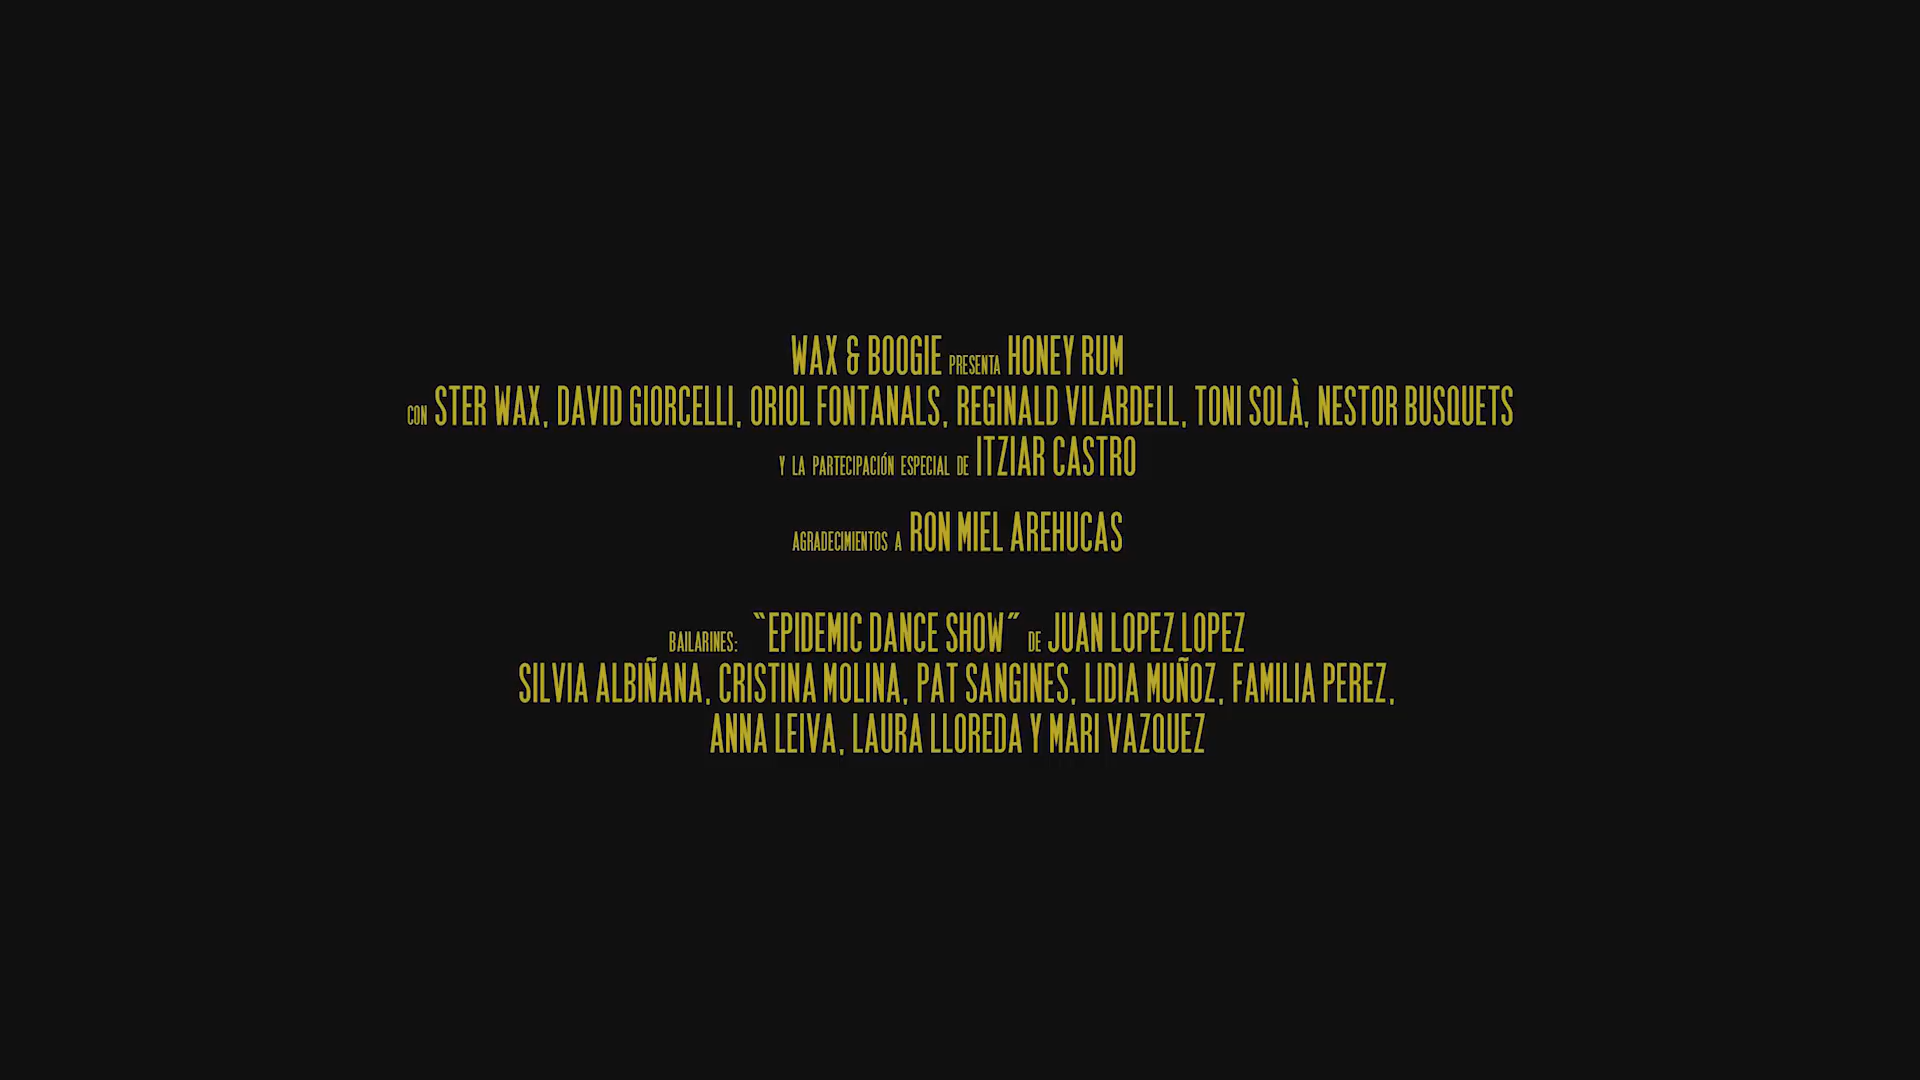 WAX & BOOGIE PRESENTA HONEY RUM
CON STER WAX, DAVID GIORCELLI, ORIOL FONTANALS, REGINALD VILARDELL, TONI SOLÀ, NESTOR BUSQUETS
Y LA PARTECIPACIÓN ESPECIAL DE ITZIAR CASTRO
AGRADECIMIENTOS A RON MIEL AREHUCAS
BAILARINES: "EPIDEMIC DANCE SHOW" DE JUAN LOPEZ LOPEZ
SILVIA ALBIÑANA, CRISTINA MOLINA, PAT SANGINES, LIDIA MUÑOZ, FAMILIA PEREZ,
ANNA LEIVA, LAURA LLOREDA Y MARI VAZQUEZ